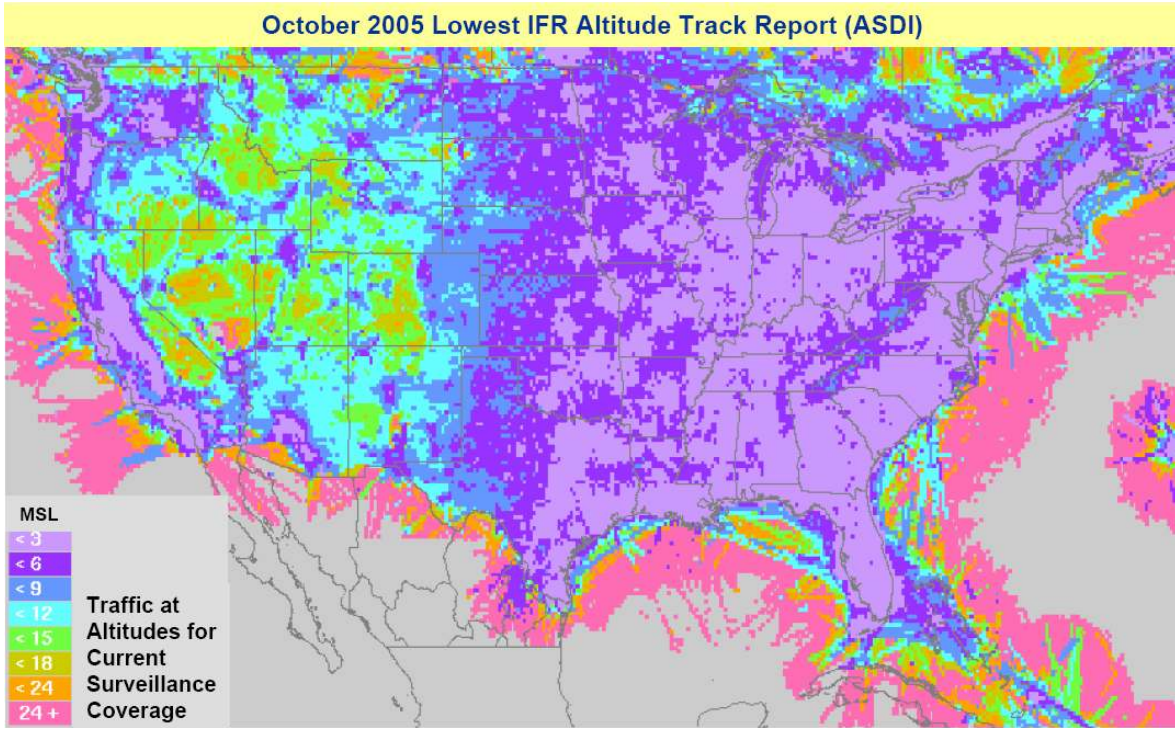 October 2005 Lowest IFR Altitude Track Report (ASDI)
MSL
< 3
< 6
< 9
< 12
< 15
< 18
< 24
24 +
Traffic at
Altitudes for
Current
Surveillance
Coverage